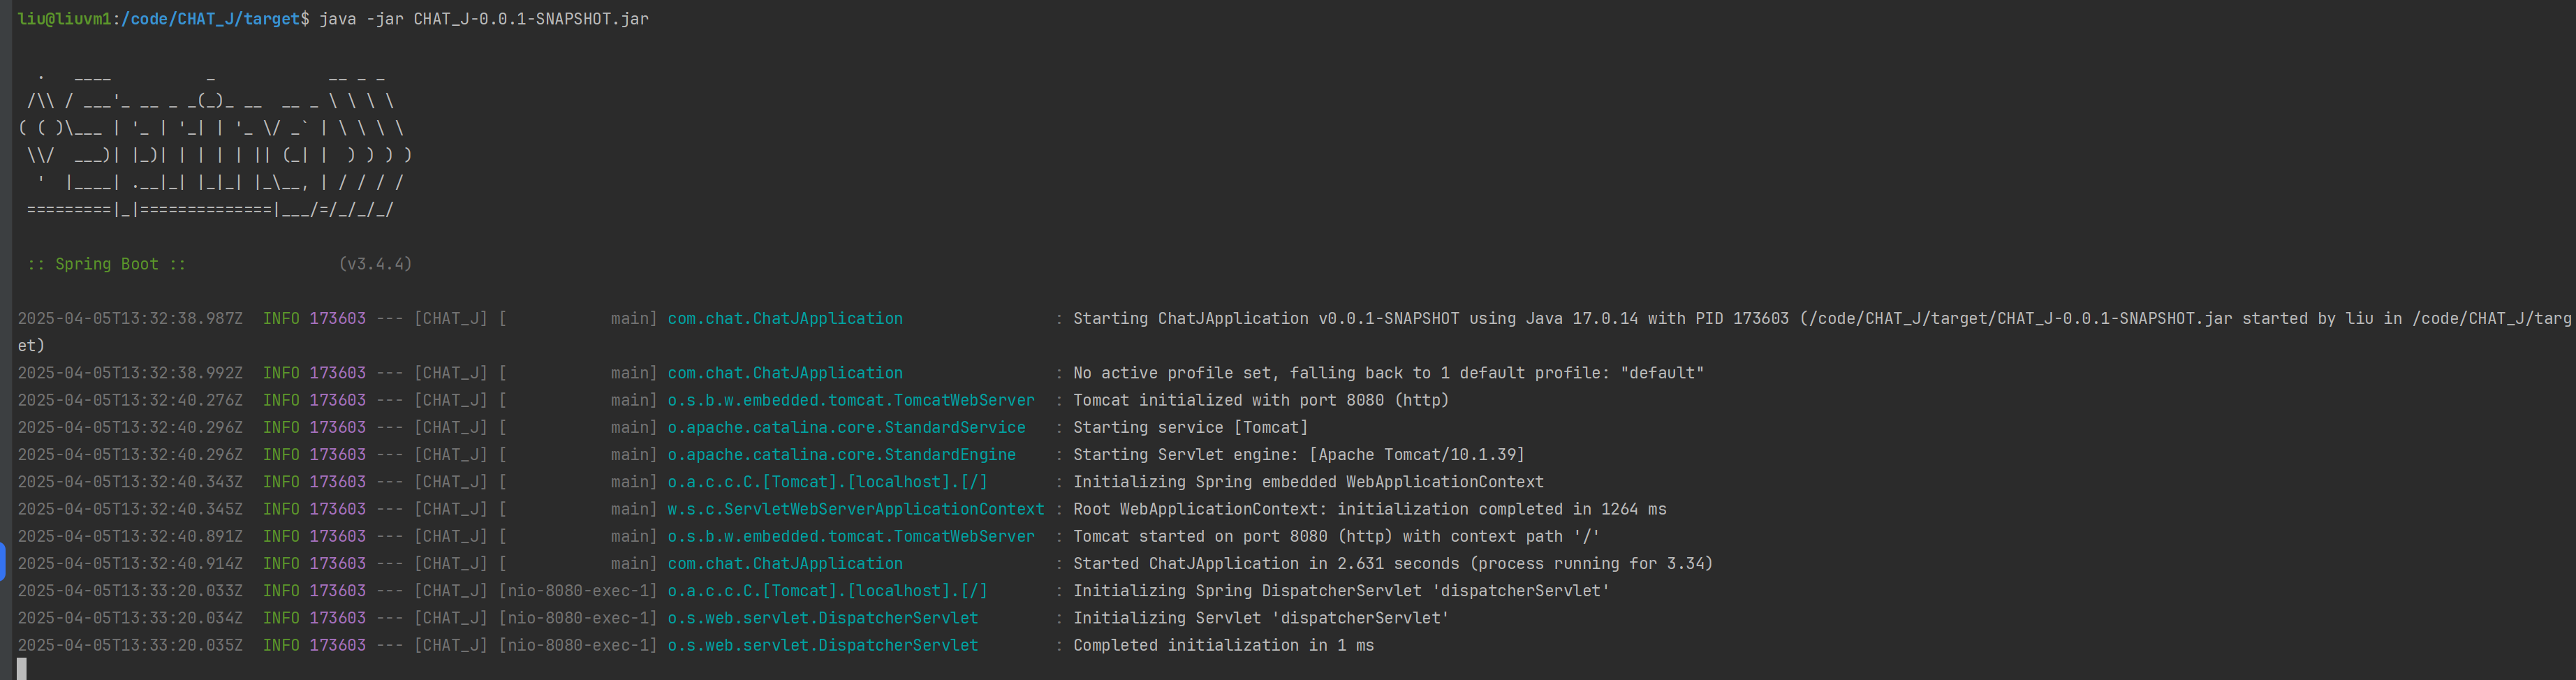 liu@liuvm1:/code/CHAT_J/target$ java -jar CHAT_J-0.0.1-SNAPSHOT.jar

  .   ____          _            __ _ _
 /\\ / ___'_ __ _ _(_)_ __  __ _ \ \ \ \
( ( )\___ | '_ | '_| | '_ \/ _` | \ \ \ \
 \\/  ___)| |_)| | | | | || (_| |  ) ) ) )
  '  |____| .__|_| |_|_| |_\__, | / / / /
 =========|_|==============|___/=/_/_/_/

 :: Spring Boot ::                (v3.4.4)

2025-04-05T13:32:38.987Z  INFO 173603 --- [CHAT_J] [           main] com.chat.ChatJApplication                : Starting ChatJApplication v0.0.1-SNAPSHOT using Java 17.0.14 with PID 173603 (/code/CHAT_J/target/CHAT_J-0.0.1-SNAPSHOT.jar started by liu in /code/CHAT_J/targ
et)
2025-04-05T13:32:38.992Z  INFO 173603 --- [CHAT_J] [           main] com.chat.ChatJApplication                : No active profile set, falling back to 1 default profile: "default"
2025-04-05T13:32:40.276Z  INFO 173603 --- [CHAT_J] [           main] o.s.b.w.embedded.tomcat.TomcatWebServer  : Tomcat initialized with port 8080 (http)
2025-04-05T13:32:40.296Z  INFO 173603 --- [CHAT_J] [           main] o.apache.catalina.core.StandardService   : Starting service [Tomcat]
2025-04-05T13:32:40.296Z  INFO 173603 --- [CHAT_J] [           main] o.apache.catalina.core.StandardEngine    : Starting Servlet engine: [Apache Tomcat/10.1.39]
2025-04-05T13:32:40.343Z  INFO 173603 --- [CHAT_J] [           main] o.a.c.c.C.[Tomcat].[localhost].[/]       : Initializing Spring embedded WebApplicationContext
2025-04-05T13:32:40.345Z  INFO 173603 --- [CHAT_J] [           main] w.s.c.ServletWebServerApplicationContext : Root WebApplicationContext: initialization completed in 1264 ms
2025-04-05T13:32:40.891Z  INFO 173603 --- [CHAT_J] [           main] o.s.b.w.embedded.tomcat.TomcatWebServer  : Tomcat started on port 8080 (http) with context path '/'
2025-04-05T13:32:40.914Z  INFO 173603 --- [CHAT_J] [           main] com.chat.ChatJApplication                : Started ChatJApplication in 2.631 seconds (process running for 3.34)
2025-04-05T13:33:20.033Z  INFO 173603 --- [CHAT_J] [nio-8080-exec-1] o.a.c.c.C.[Tomcat].[localhost].[/]       : Initializing Spring DispatcherServlet 'dispatcherServlet'
2025-04-05T13:33:20.034Z  INFO 173603 --- [CHAT_J] [nio-8080-exec-1] o.s.web.servlet.DispatcherServlet        : Initializing Servlet 'dispatcherServlet'
2025-04-05T13:33:20.035Z  INFO 173603 --- [CHAT_J] [nio-8080-exec-1] o.s.web.servlet.DispatcherServlet        : Completed initialization in 1 ms